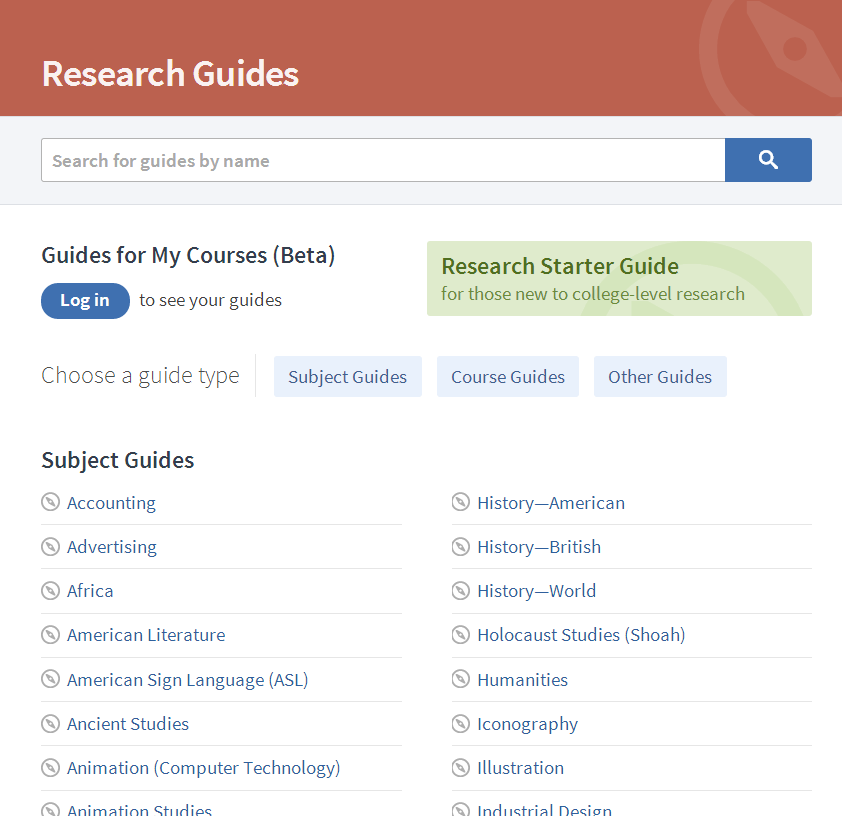 Research Guides
Search for guides by name
Guides for My Courses (Beta)
Log in to see your guides
Research Starter Guide
for those new to college-level research
Choose a guide type
Subject Guides
Course Guides
Other Guides
Subject Guides
Accounting
Advertising
Africa
American Literature
American Sign Language (ASL)
Ancient Studies
Animation (Computer Technology)
Animation Studies
History—American
History—British
History—World
Holocaust Studies (Shoah)
Humanities
Iconography
Illustration
Industrial Design